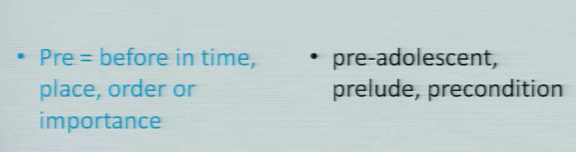 • Pre = before in time,
place, order or
importance
• pre-adolescent,
prelude, precondition